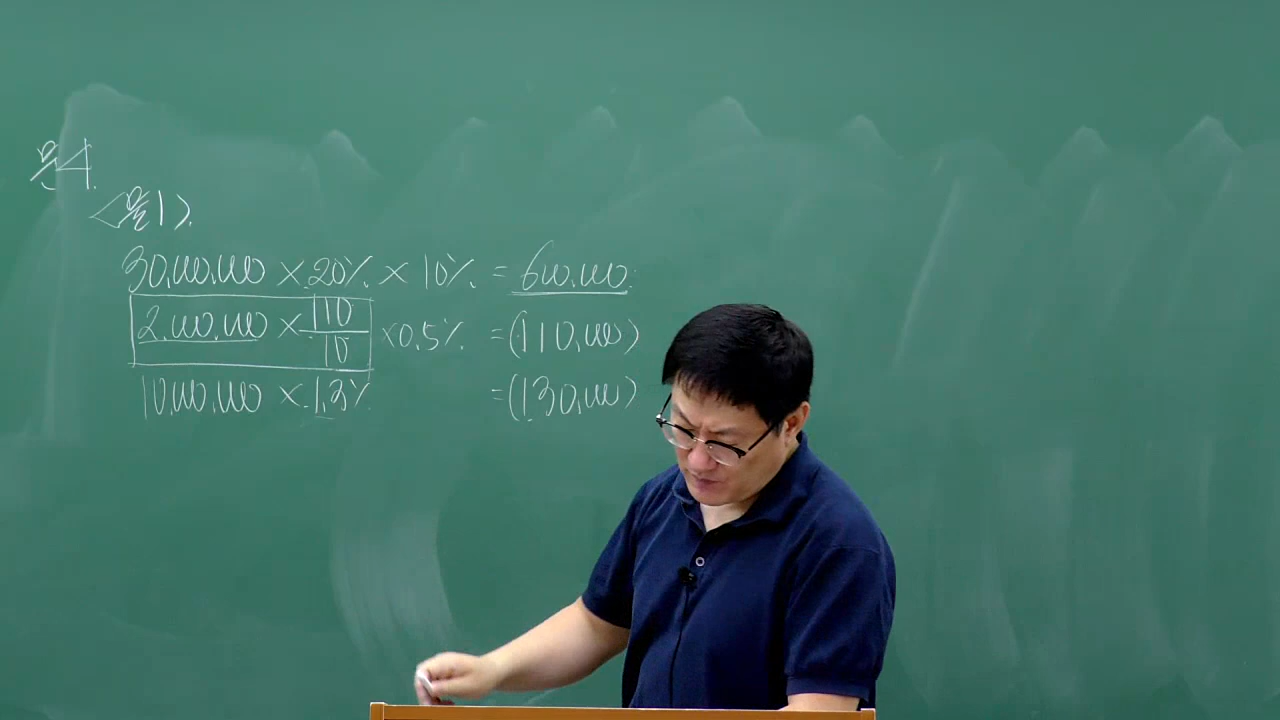 문4.
<물1>.
30,000,000 × 20% × 10% = 600,000.
2,000,000 × 110/10 × 0.5% = (110,000)
10,000,000 × 1.3% = (130,000)